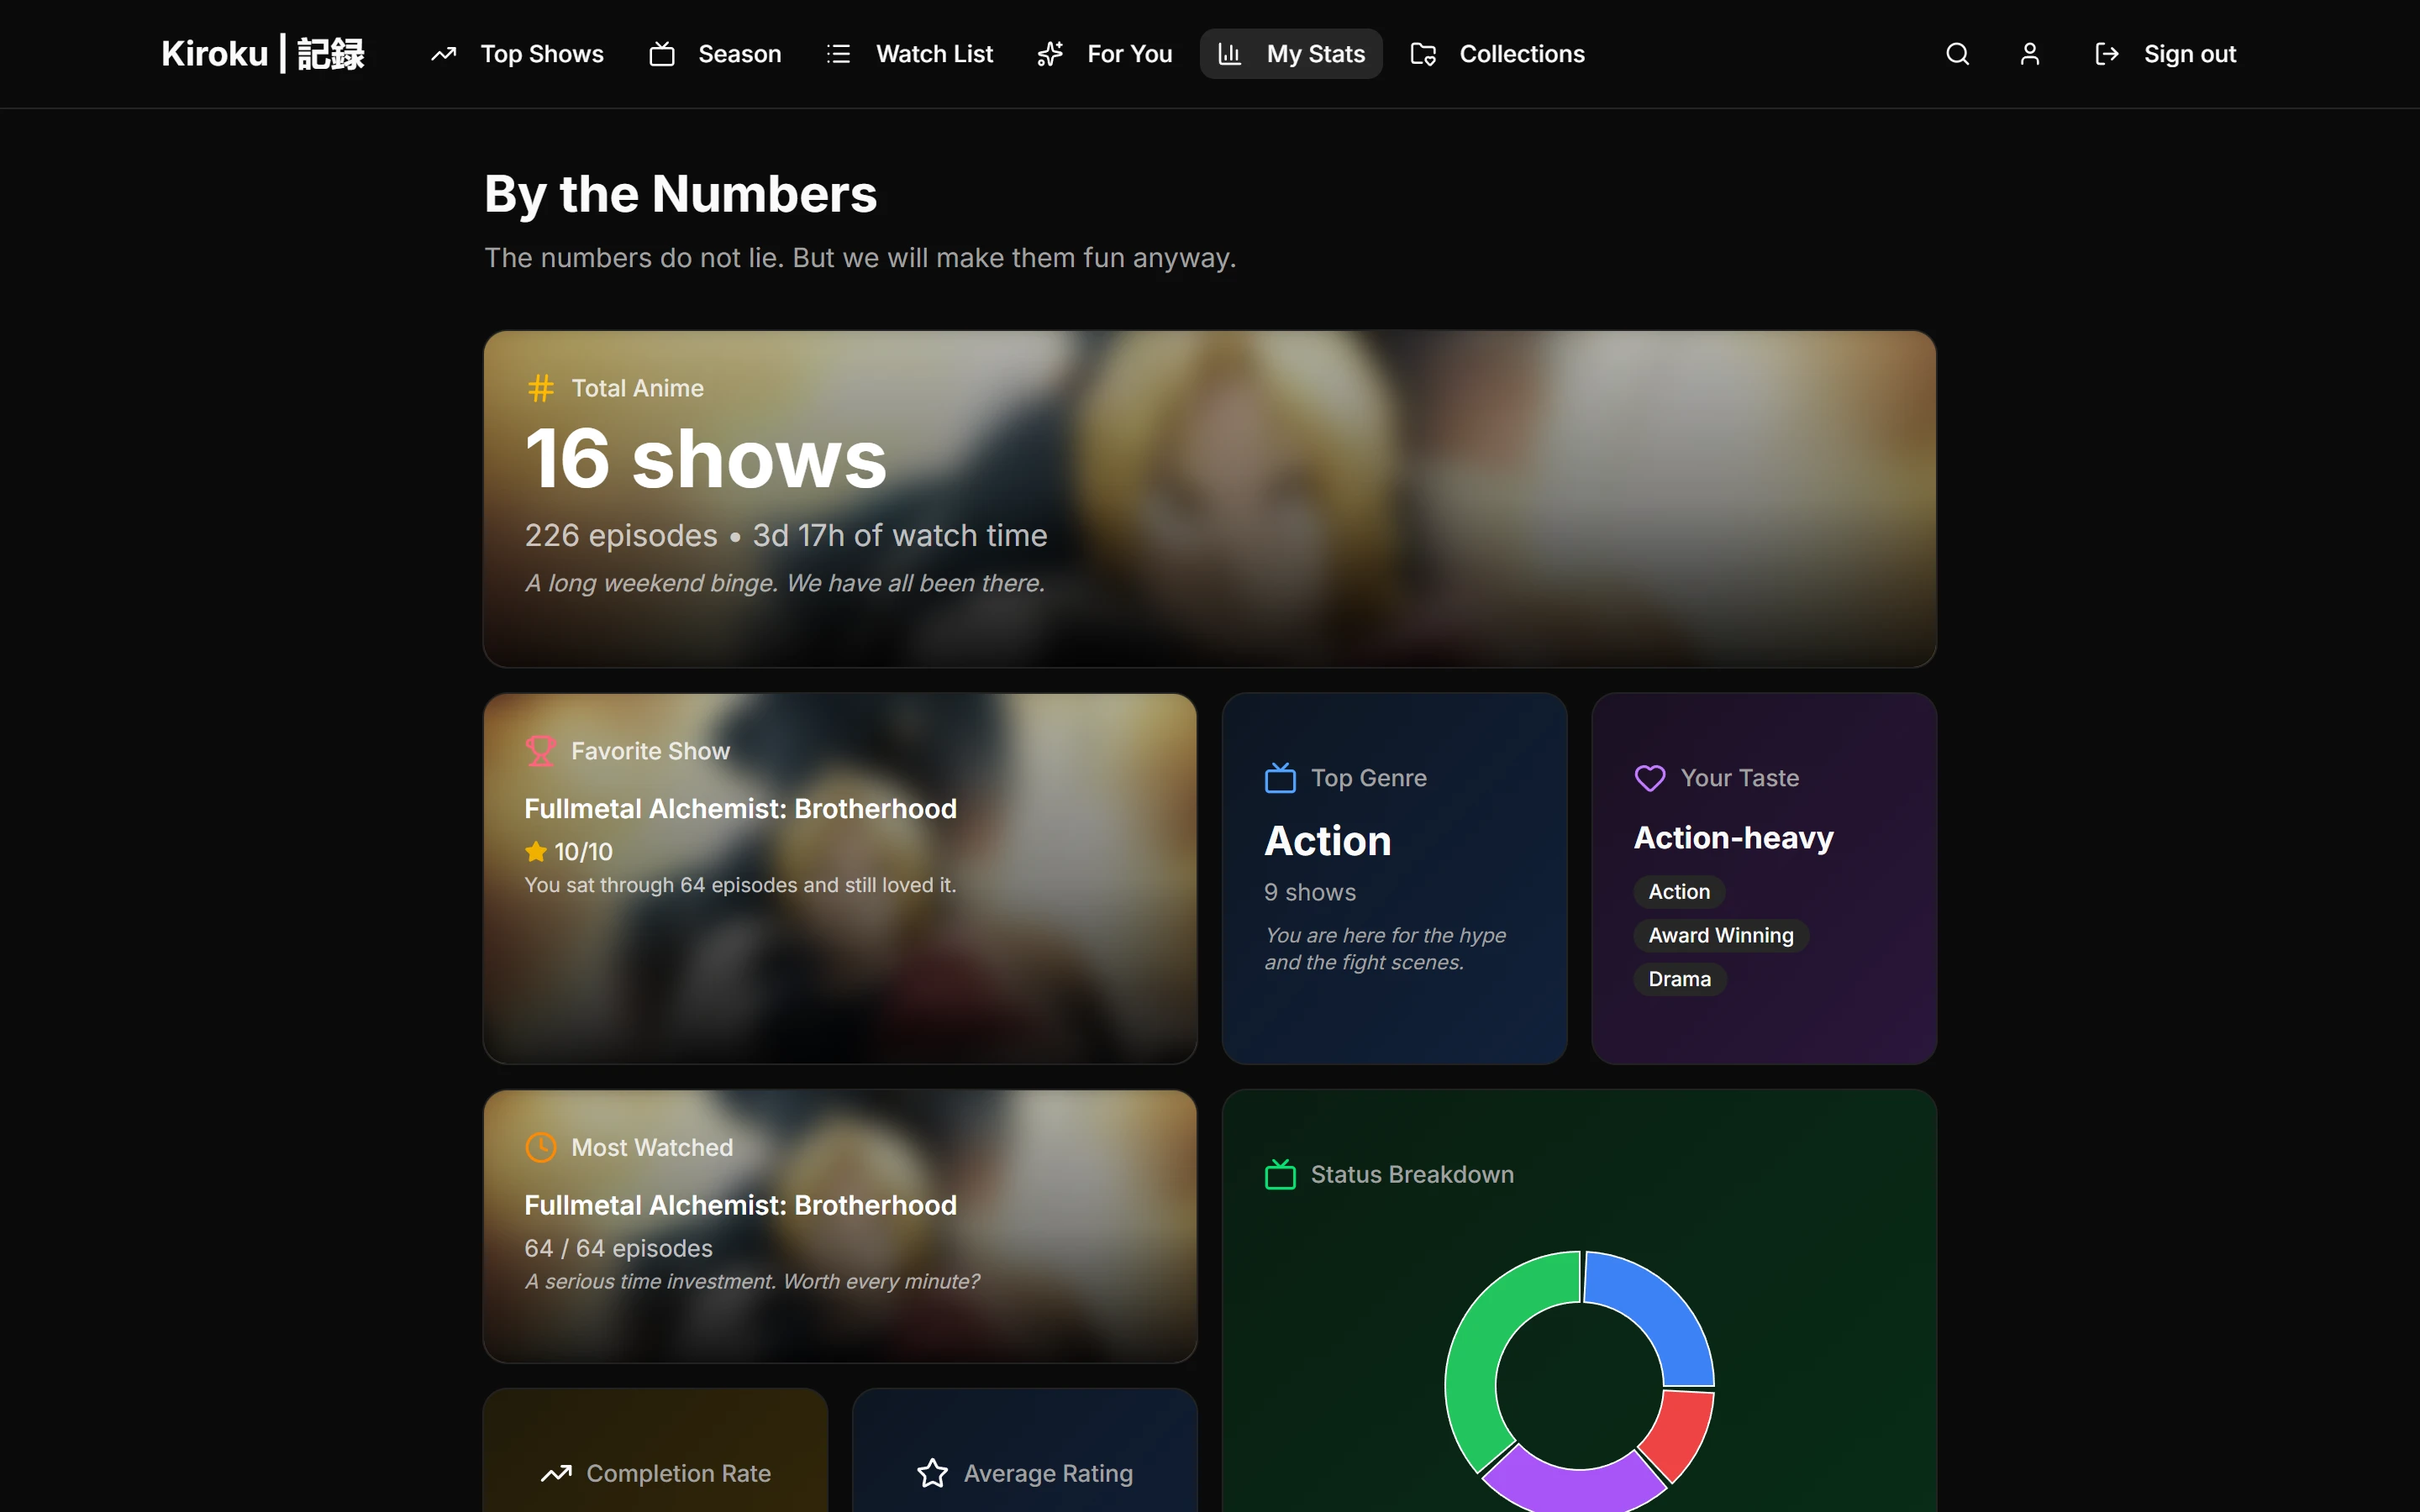 Kiroku | 記録
Top Shows
Season
Watch List
For You
My Stats
Collections
Sign out
By the Numbers
The numbers do not lie. But we will make them fun anyway.
Total Anime
16 shows
226 episodes • 3d 17h of watch time
A long weekend binge. We have all been there.
Favorite Show
Fullmetal Alchemist: Brotherhood
10/10
You sat through 64 episodes and still loved it.
Top Genre
Action
9 shows
You are here for the hype
and the fight scenes.
Your Taste
Action-heavy
Action
Award Winning
Drama
Most Watched
Fullmetal Alchemist: Brotherhood
64 / 64 episodes
A serious time investment. Worth every minute?
Status Breakdown
Completion Rate
Average Rating